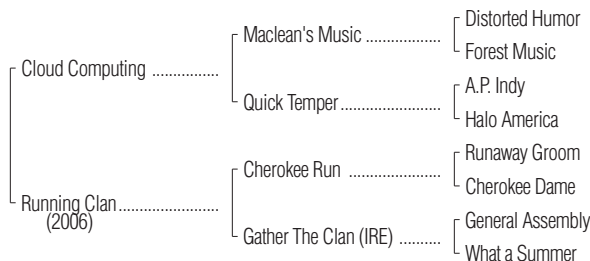 Distorted Humor
Maclean's Music ....................
Forest Music
Cloud Computing ................
A.P. Indy
Quick Temper ........................
Halo America
Runaway Groom
Cherokee Run ........................
Cherokee Dame
Running Clan ........................
(2006)
General Assembly
Gather The Clan (IRE) ..........
What a Summer